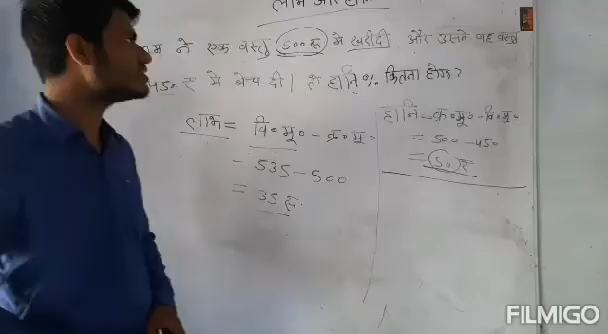 लाभ और हानि
ने एक वस्तु 500 रु में खरीदी और उसने वह वस्तु
450 रु में बेच दी। तो हानि % कितना होगा?
लाभ = वि॰ मू॰ - क्र॰ मू॰
- 535 - 500
= 35 रु.
हानि = क्र॰ मू॰ - वि॰ मू॰
= 500 - 450
= 50 रु
FILMIGO